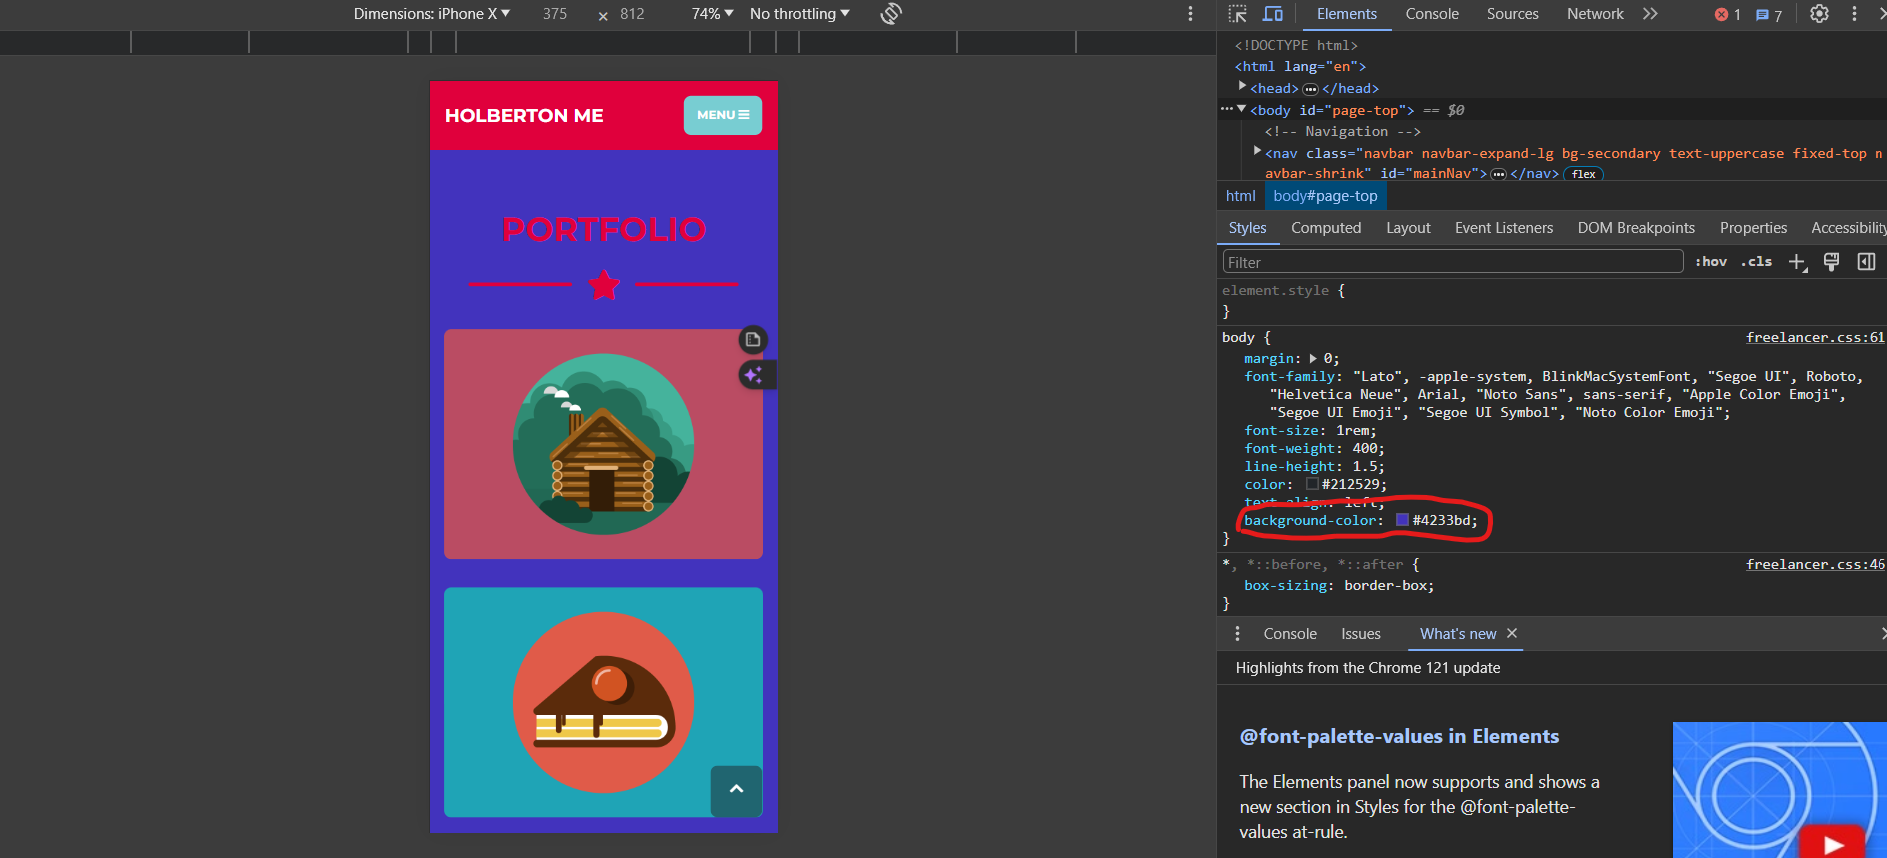 Dimensions: iPhone X ▼ 375 × 812 74% ▼ No throttling ▼
HOLBERTON ME MENU
PORTFOLIO
Elements Console Sources Network 1 7
<!DOCTYPE html>
<html lang="en">
<head> ••• </head>
••• <body id="page-top"> == $0
<!-- Navigation -->
<nav class="navbar navbar-expand-lg bg-secondary text-uppercase fixed-top n
avbar-shrink" id="mainNav"> ••• </nav> flex
html body#page-top
Styles Computed Layout Event Listeners DOM Breakpoints Properties Accessibility
Filter :hov .cls
element.style {
}
body { freelancer.css:61
margin: 0;
font-family: "Lato", -apple-system, BlinkMacSystemFont, "Segoe UI", Roboto,
"Helvetica Neue", Arial, "Noto Sans", sans-serif, "Apple Color Emoji",
"Segoe UI Emoji", "Segoe UI Symbol", "Noto Color Emoji";
font-size: 1rem;
font-weight: 400;
line-height: 1.5;
color: #212529;
text-align: left;
background-color: #4233bd;
}
*, *::before, *::after { freelancer.css:46
box-sizing: border-box;
}
Console Issues What's new
Highlights from the Chrome 121 update
@font-palette-values in Elements
The Elements panel now supports and shows a
new section in Styles for the @font-palette-
values at-rule.